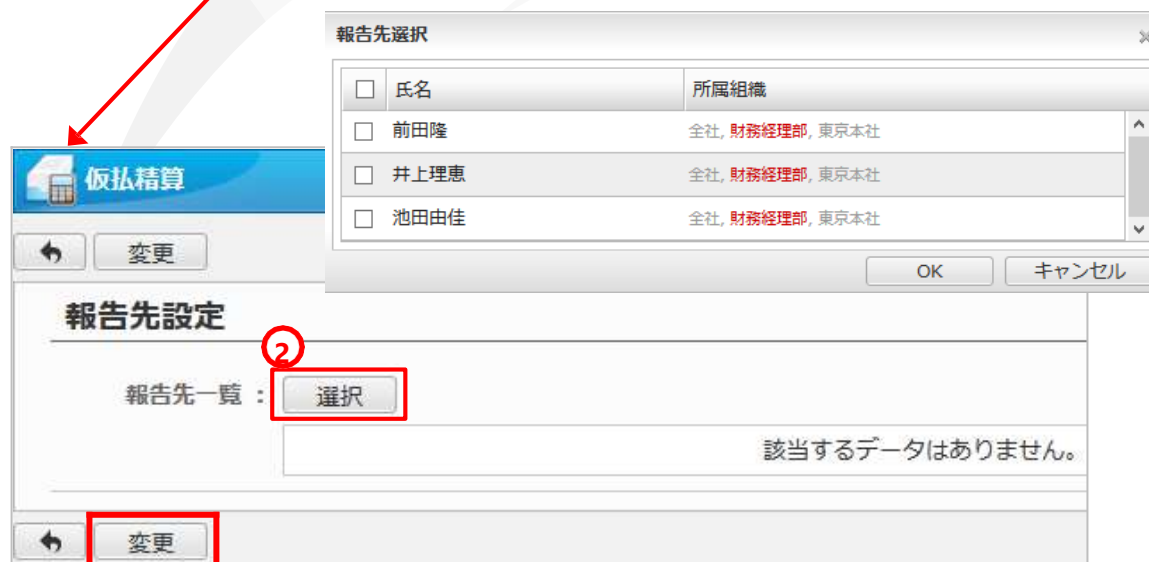 報告先選択
氏名 所属組織
前田隆 全社, 財務経理部, 東京本社
井上理恵 全社, 財務経理部, 東京本社
池田由佳 全社, 財務経理部, 東京本社
OK キャンセル
仮払精算
変更
報告先設定
2
報告先一覧 : 選択
該当するデータはありません。
変更